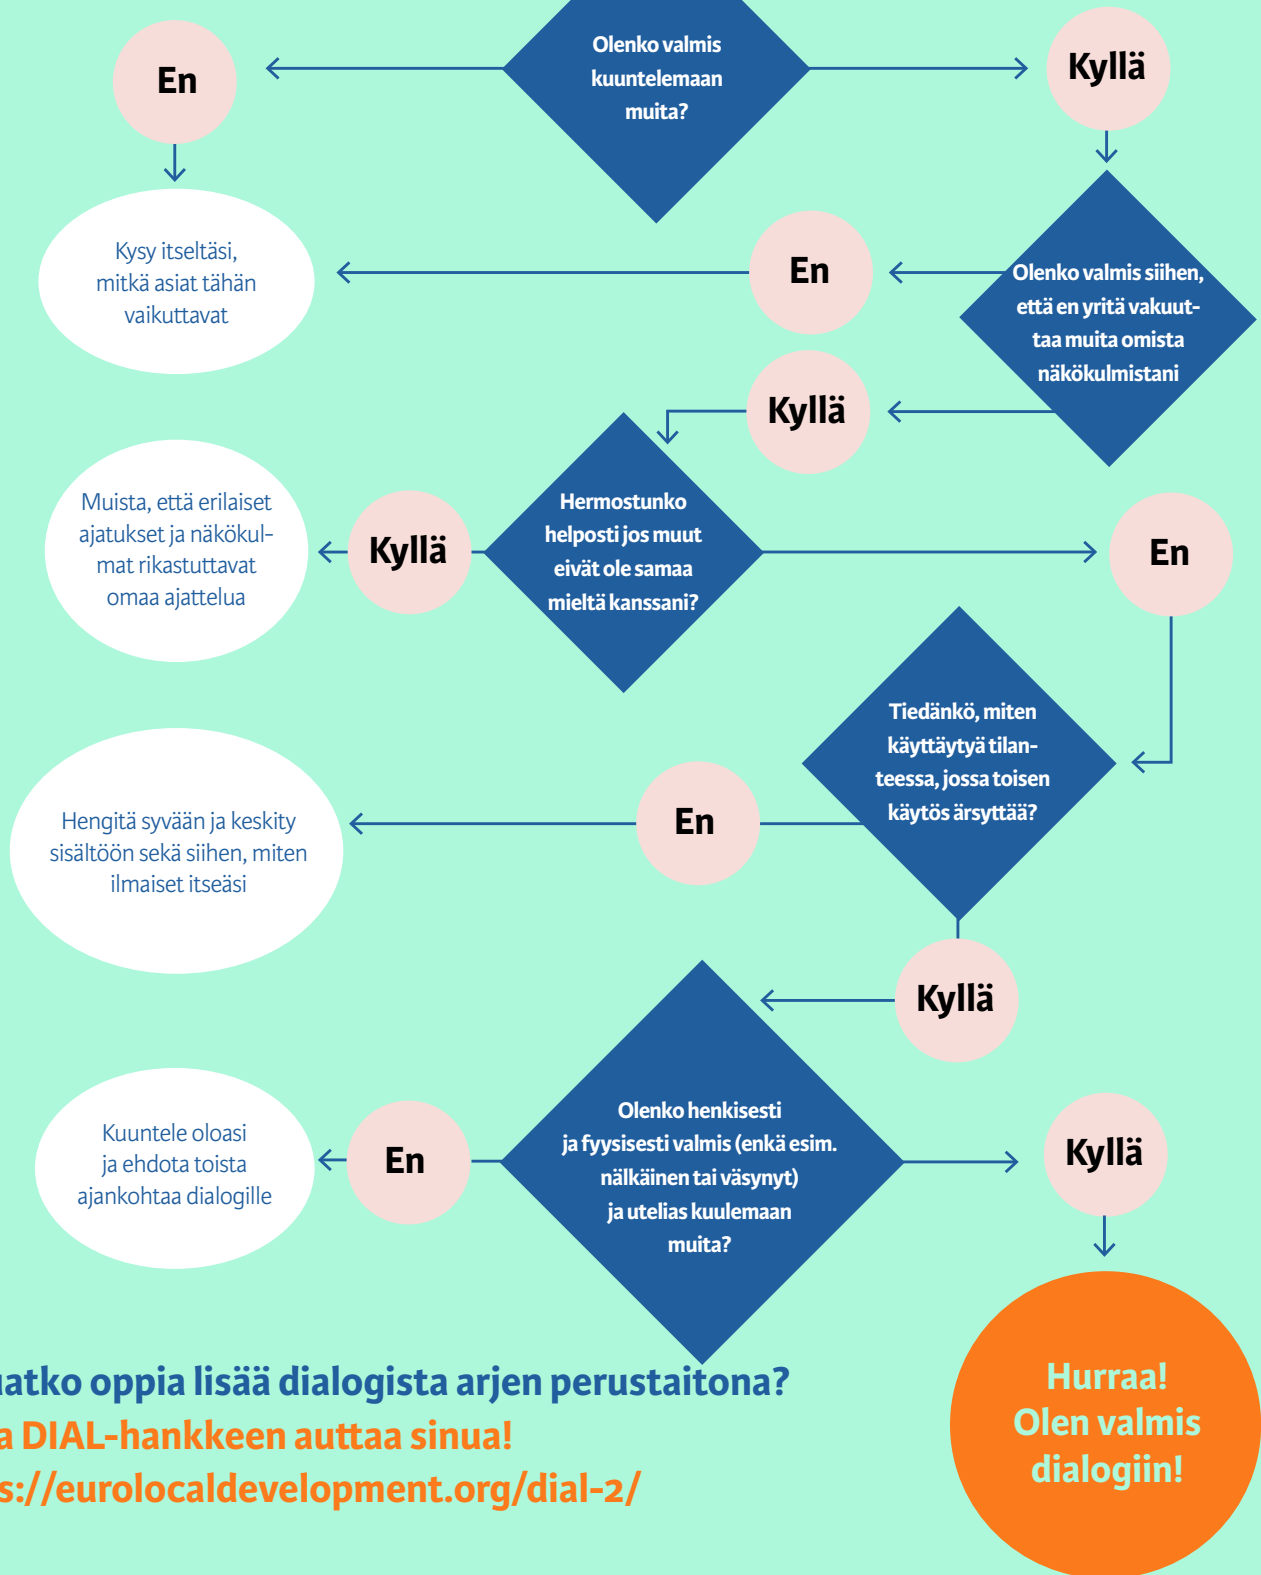 Olenko valmis
kuuntelemaan
muita?
En
Kyllä
Kysy itseltäsi,
mitkä asiat tähän
vaikuttavat
En
Olenko valmis siihen,
että en yritä vakuut-
taa muita omista
näkökulmistani
Kyllä
Hermostunko
helposti jos muut
eivät ole samaa
mieltä kanssani?
Kyllä
Muista, että erilaiset
ajatukset ja näkökul-
mat rikastuttavat
omaa ajattelua
En
Tiedänkö, miten
käyttäytyä tilan-
teessa, jossa toisen
käytös ärsyttää?
En
Hengitä syvään ja keskity
sisältöön sekä siihen, miten
ilmaiset itseäsi
Kyllä
Olenko henkisesti
ja fyysisesti valmis (enkä esim.
nälkäinen tai väsynyt)
ja utelias kuulemaan
muita?
En
Kuuntele oloasi
ja ehdota toista
ajankohtaa dialogille
Kyllä
Hurraa!
Olen valmis
dialogiin!
oppia lisää dialogista arjen perustaitona?
DIAL-hankkeen auttaa sinua!
s://eurolocaldevelopment.org/dial-2/